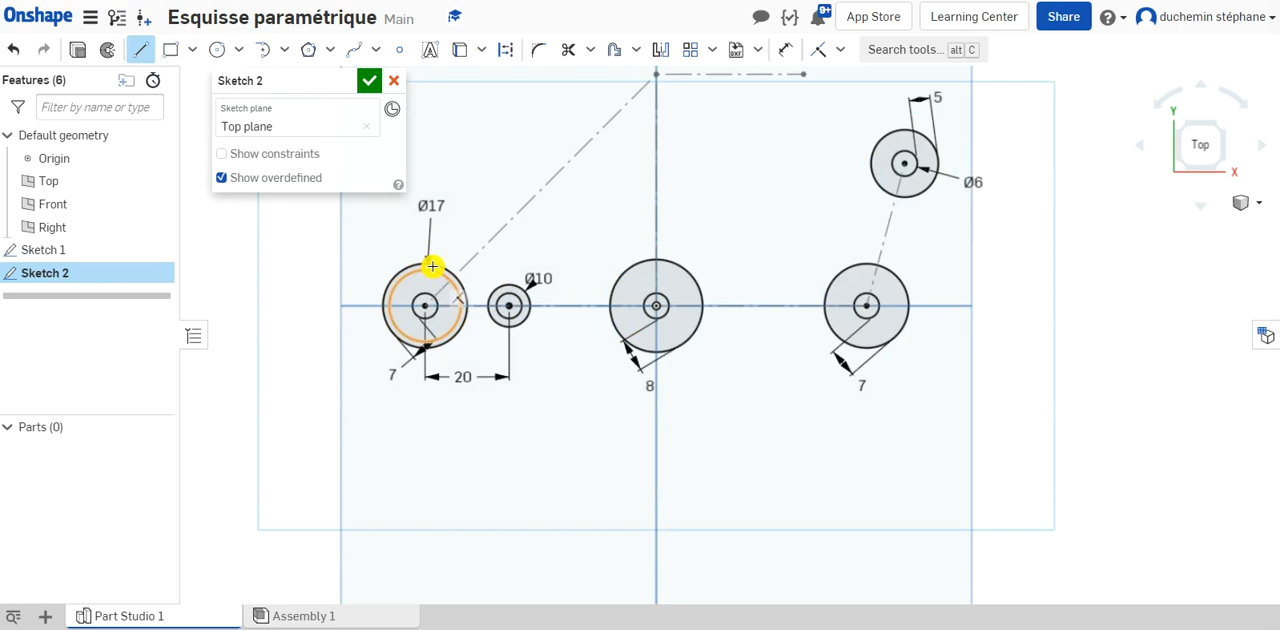 Onshape
Esquisse paramétrique Main
9+
App Store
Learning Center
Share
duchemin stéphane
Search tools... alt C
Features (6)
Filter by name or type
Default geometry
Origin
Top
Front
Right
Sketch 1
Sketch 2
Parts (0)
Sketch 2
Sketch plane
Top plane
Show constraints
Show overdefined
5
Ø6
Ø17
Ø10
7
20
8
7
Y
Top
X
Part Studio 1
Assembly 1